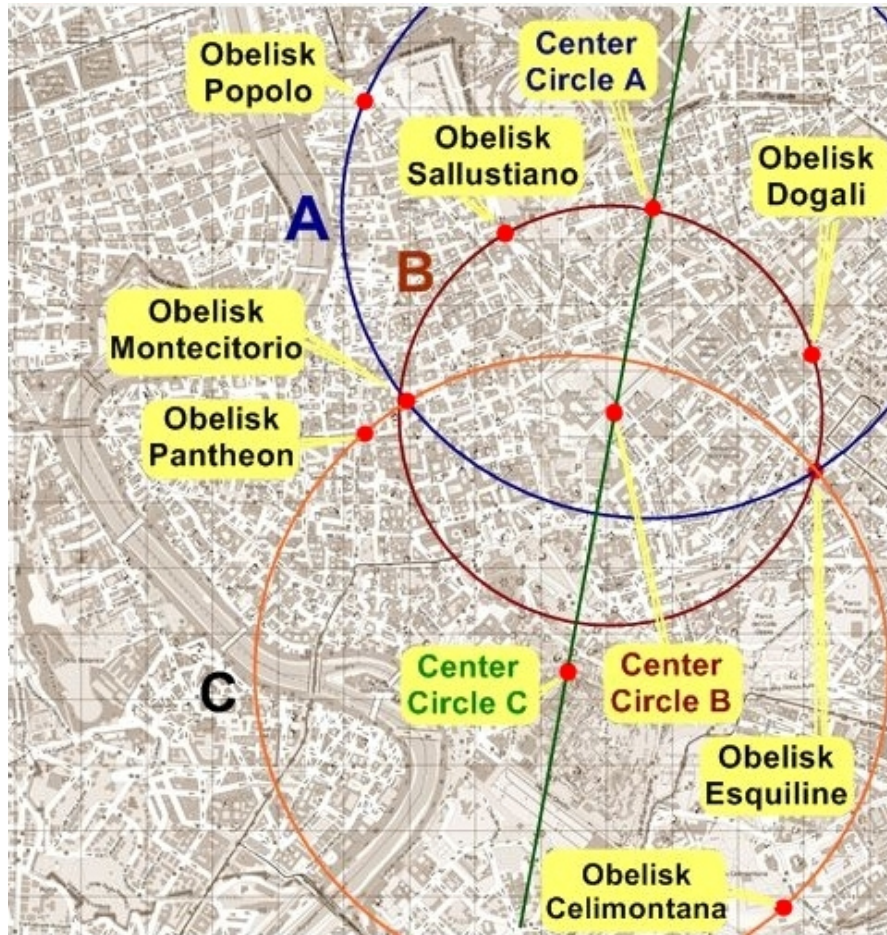 Obelisk
Popolo
Center
Circle A
Obelisk
Sallustiano
Obelisk
Dogali
A
B
Obelisk
Montecitorio
Obelisk
Pantheon
Center
Circle C
Center
Circle B
C
Obelisk
Esquiline
Obelisk
Celimontana